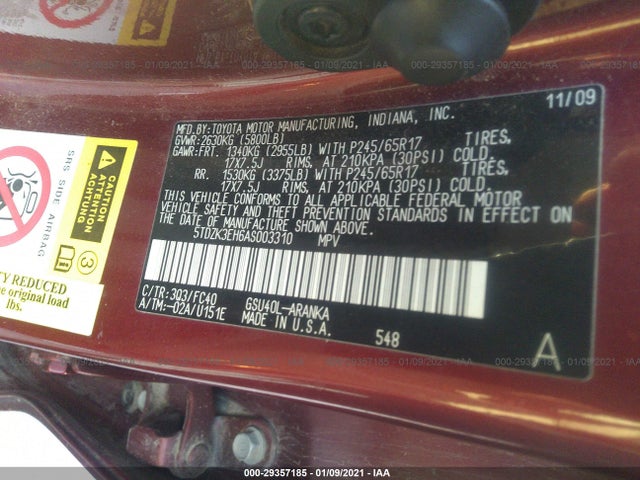 000-29357185 - 01/09/2021 - IAA
MFD.BY:TOYOTA MOTOR MANUFACTURING, INDIANA, INC. 11/09
GVWR:2630KG (5800LB)
GAWR:FRT. 1340KG (2955LB) WITH P245/65R17 TIRES,
17X7.5J RIMS, AT 210KPA (30PSI) COLD.
RR. 1530KG (3375LB) WITH P245/65R17 TIRES,
17X7.5J RIMS, AT 210KPA (30PSI) COLD.
THIS VEHICLE CONFORMS TO ALL APPLICABLE FEDERAL MOTOR
VEHICLE SAFETY AND THEFT PREVENTION STANDARDS IN EFFECT ON
THE DATE OF MANUFACTURE SHOWN ABOVE.
5TDZK3EH6AS003310 MPV
C/TR:3Q3/FC40 GSU40L-ARANKA
A/TM:-02A/U151E MADE IN U.S.A.
548
A
SRS SIDE AIRBAG
CAUTION
ATTENTION
ACHTUNG
3
REDUCED
e original load
lbs.
000-29357185 - 01/09/2021 - IAA